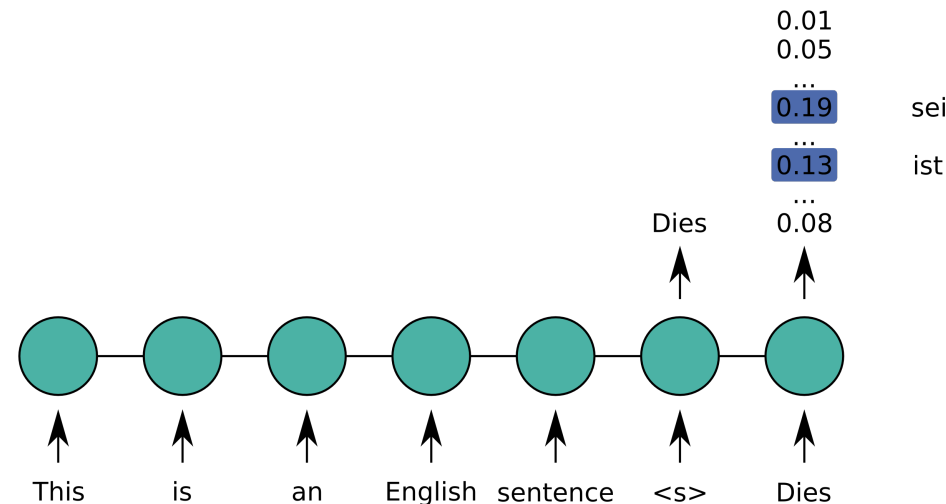 0.01
0.05
...
0.19 sei
...
0.13 ist
...
Dies 0.08
This is an English sentence <s> Dies